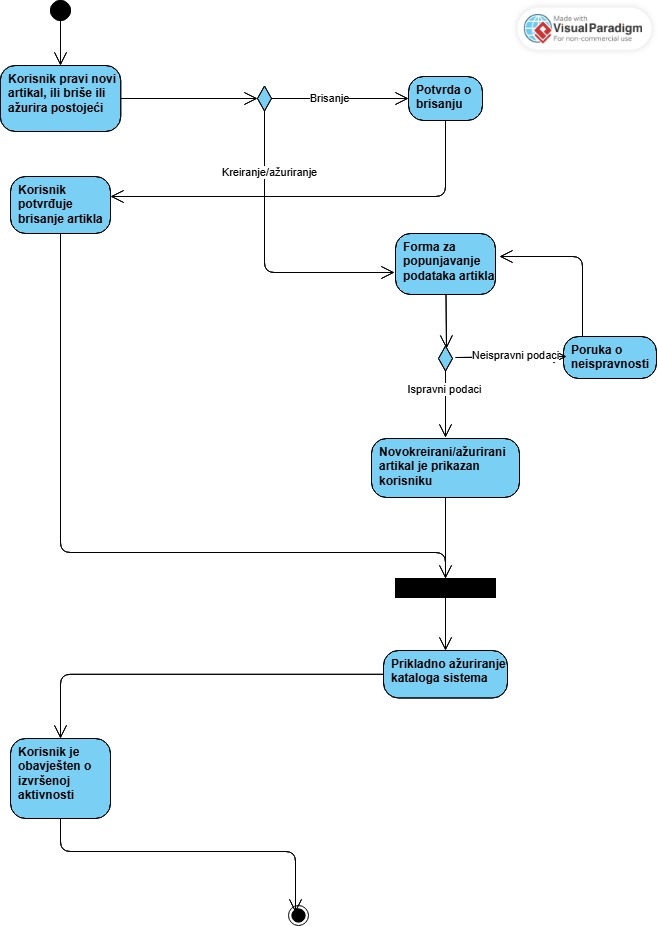 Made with
VisualParadigm
For non-commercial use
Korisnik pravi novi
artikal, ili briše ili
ažurira postojeći
Brisanje
Potvrda o
brisanju
Kreiranje/ažuriranje
Korisnik
potvrđuje
brisanje artikla
Forma za
popunjavanje
podataka artikla
Neispravni podaci
Poruka o
neispravnosti
Ispravni podaci
Novokreirani/ažurirani
artikal je prikazan
korisniku
Prikladno ažuriranje
kataloga sistema
Korisnik je
obavješten o
izvršenoj
aktivnosti